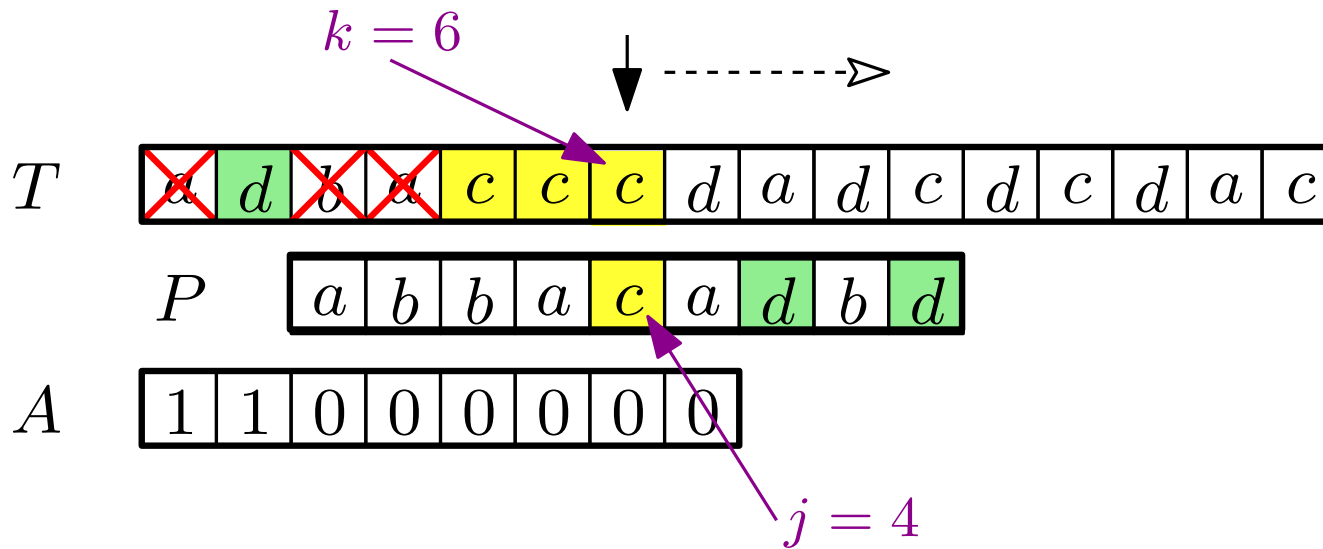 k = 6
T a d b a c c c d a d c d c d a c
P a b b a c a d b d
A 1 1 0 0 0 0 0 0
j = 4